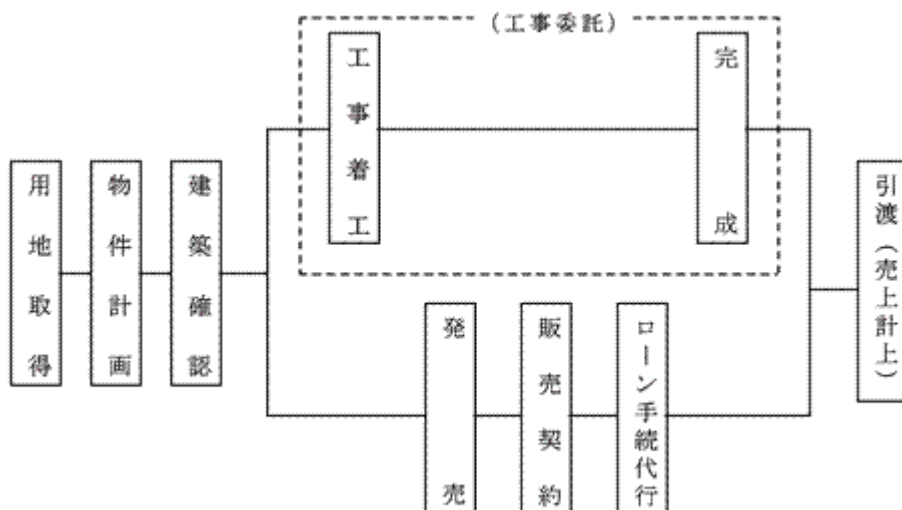 (工事委託)
用地取得
物件計画
建築確認
工事着工
完成
発売
販売契約
ローン手続代行
引渡(売上計上)